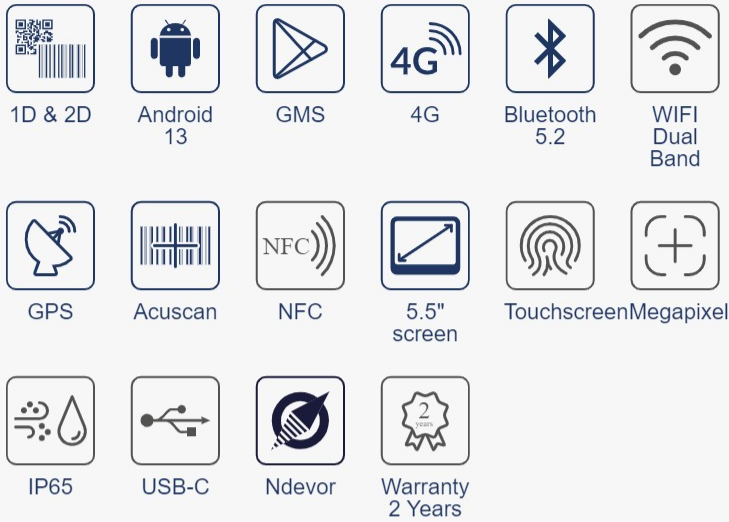 4G
1D & 2D
Android
13
GMS
4G
Bluetooth
5.2
WIFI
Dual
Band
NFC
GPS
Acuscan
NFC
5.5"
screen
Touchscreen
Megapixel
2
years
IP65
USB-C
Ndevor
Warranty
2 Years